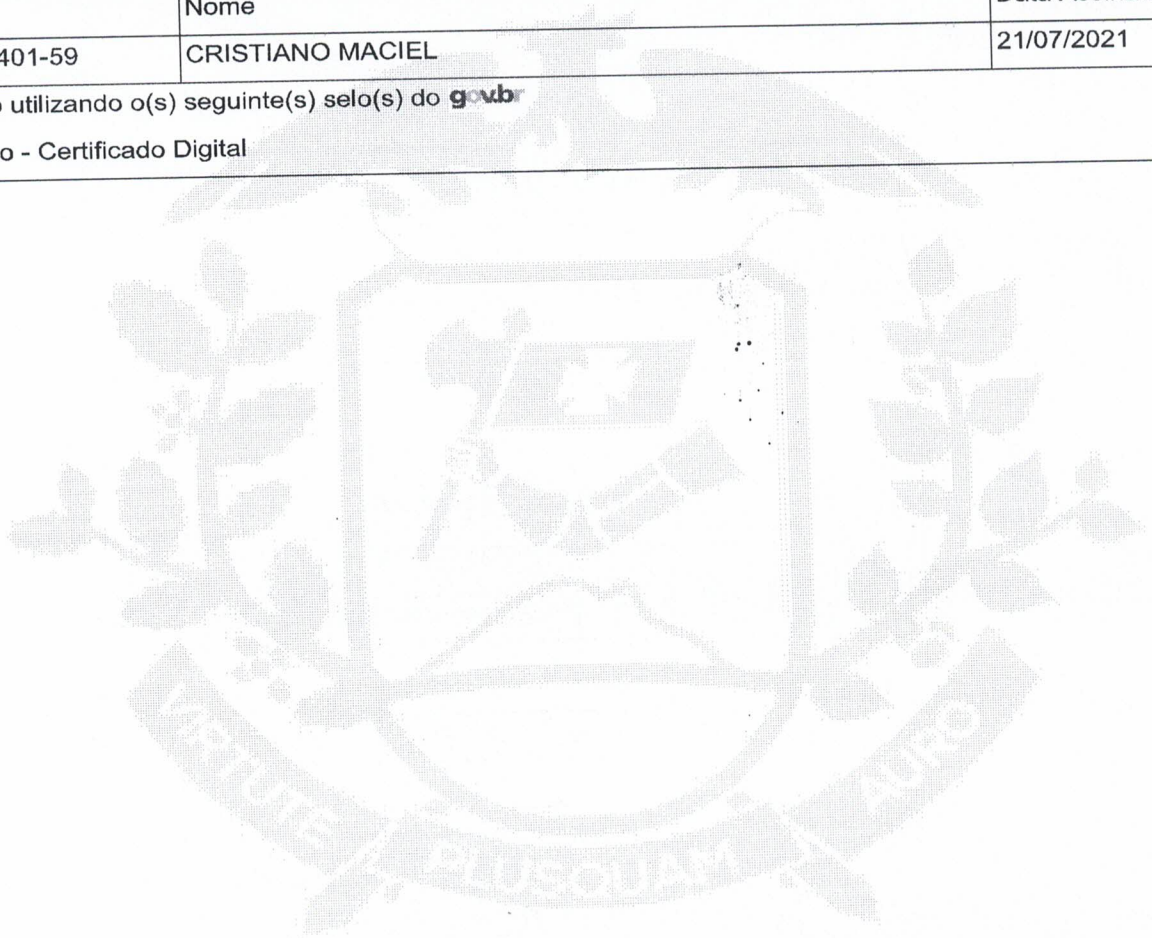 Nome
401-59 CRISTIANO MACIEL 21/07/2021
utilizando o(s) seguinte(s) selo(s) do gov.br
o - Certificado Digital
VIRTUTE PLUSQUAM AURO